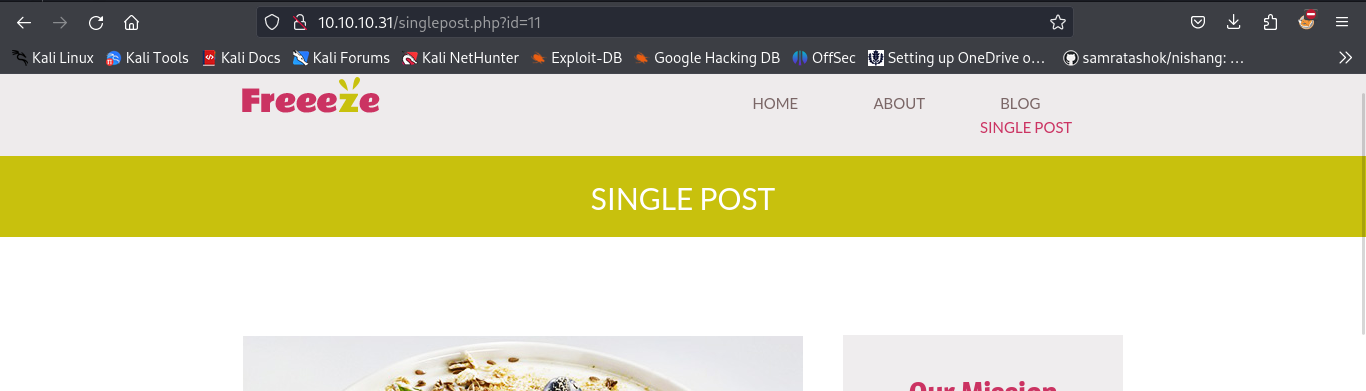 10.10.10.31/singlepost.php?id=11
Kali Linux Kali Tools Kali Docs Kali Forums Kali NetHunter Exploit-DB Google Hacking DB OffSec Setting up OneDrive o… samratashok/nishang: …
Freeeze
HOME ABOUT BLOG
SINGLE POST
SINGLE POST
Our Mission